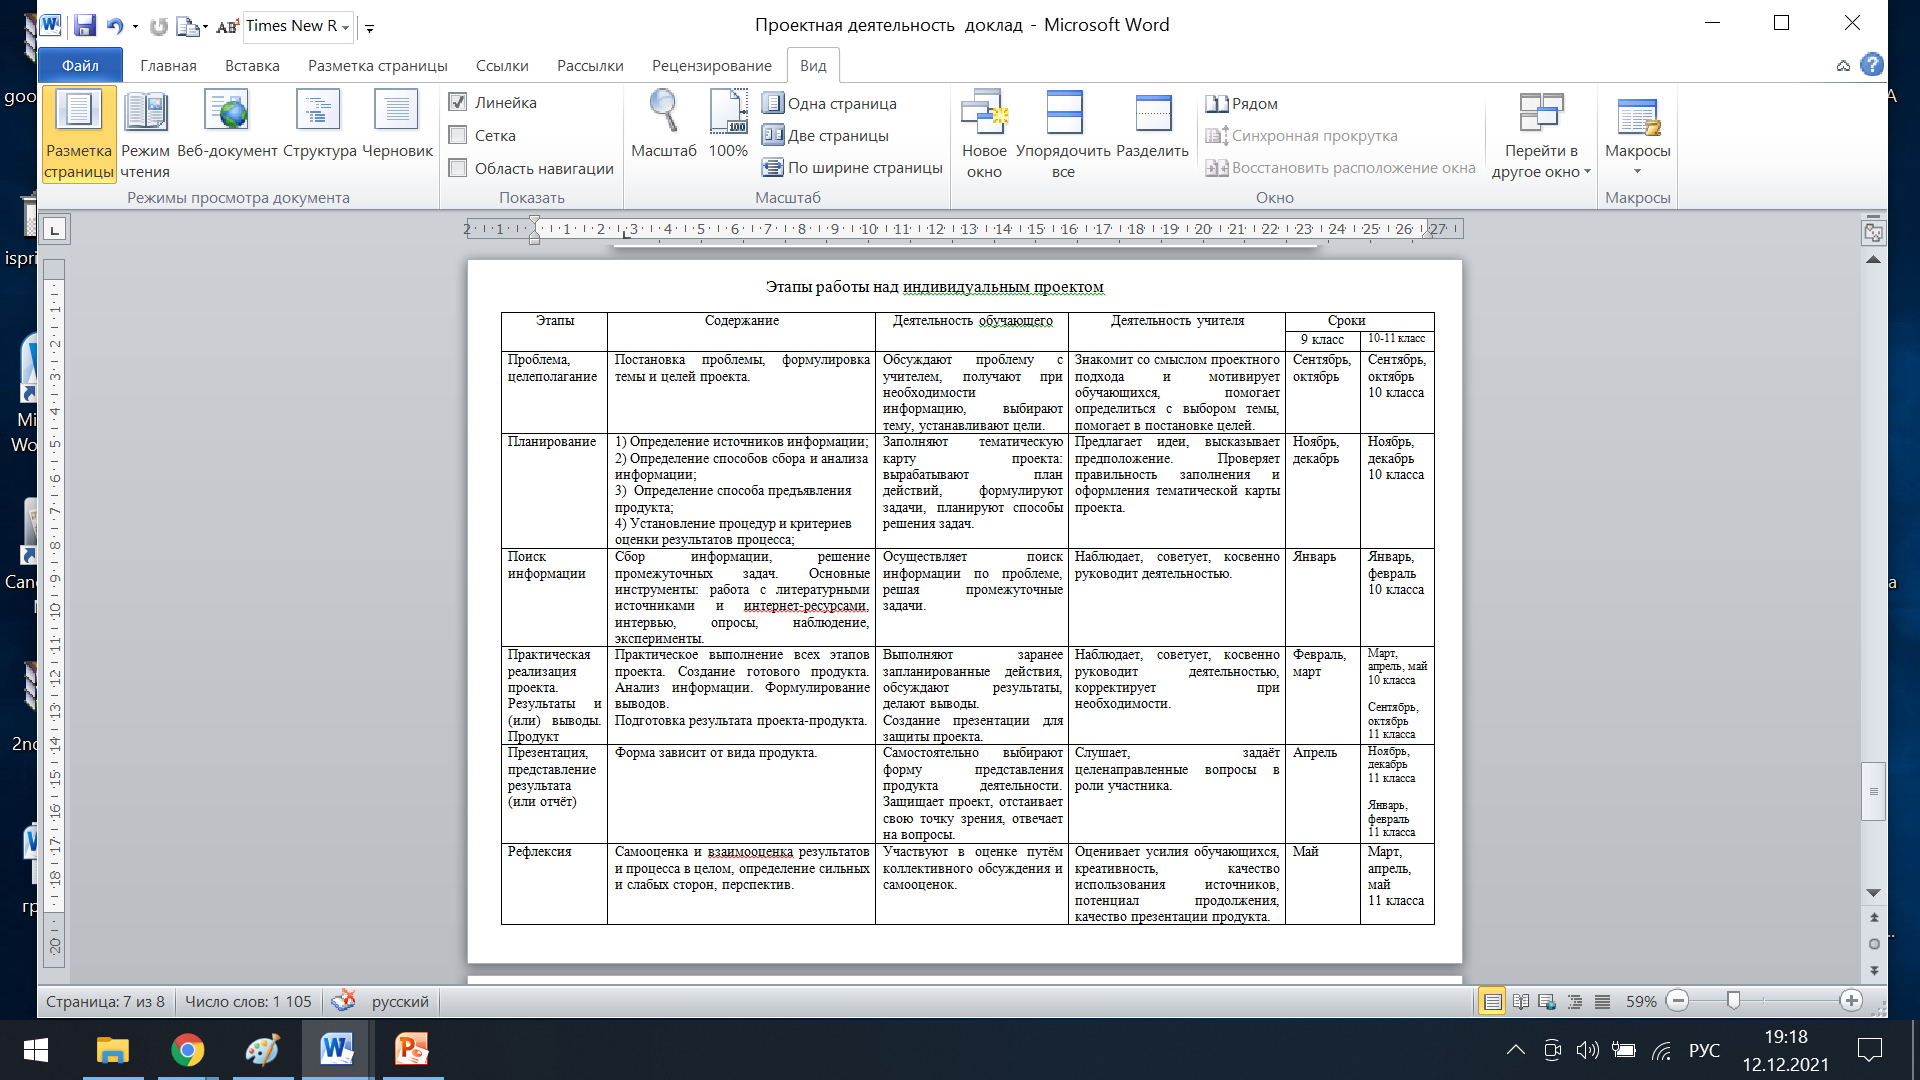 Times New R
Проектная деятельность доклад - Microsoft Word
Файл
Главная
Вставка
Разметка страницы
Ссылки
Рассылки
Рецензирование
Вид
Разметка
страницы
Режим
чтения
Веб-документ
Структура
Черновик
Режимы просмотра документа
Линейка
Сетка
Область навигации
Показать
Масштаб
100%
Одна страница
Две страницы
По ширине страницы
Масштаб
Новое
окно
Упорядочить
все
Разделить
Рядом
Синхронная прокрутка
Восстановить расположение окна
Окно
Перейти в
другое окно
Макросы
Макросы
Этапы работы над индивидуальным проектом
Этапы
Содержание
Деятельность обучающего
Деятельность учителя
Сроки
9 класс
10-11 класс
Проблема,
целеполагание
Постановка проблемы, формулировка
темы и целей проекта.
Обсуждают проблему с
учителем, получают при
необходимости
информацию, выбирают
тему, устанавливают цели.
Знакомит со смыслом проектного
подхода и мотивирует
обучающихся, помогает
определиться с выбором темы,
помогает в постановке целей.
Сентябрь,
октябрь
Сентябрь,
октябрь
10 класса
Планирование
1) Определение источников информации;
2) Определение способов сбора и анализа
информации;
3) Определение способа предъявления
продукта;
4) Установление процедур и критериев
оценки результатов процесса;
Заполняют тематическую
карту проекта:
вырабатывают план
действий, формулируют
задачи, планируют способы
решения задач.
Предлагает идеи, высказывает
предположение. Проверяет
правильность заполнения и
оформления тематической карты
проекта.
Ноябрь,
декабрь
Ноябрь,
декабрь
10 класса
Поиск
информации
Сбор информации, решение
промежуточных задач. Основные
инструменты: работа с литературными
источниками и интернет-ресурсами,
интервью, опросы, наблюдение,
эксперименты.
Осуществляет поиск
информации по проблеме,
решая промежуточные
задачи.
Наблюдает, советует, косвенно
руководит деятельностью.
Январь
Январь,
февраль
10 класса
Практическая
реализация
проекта.
Результаты и
(или) выводы.
Продукт
Практическое выполнение всех этапов
проекта. Создание готового продукта.
Анализ информации. Формулирование
выводов.
Подготовка результата проекта-продукта.
Выполняют заранее
запланированные действия,
обсуждают результаты,
делают выводы.
Создание презентации для
защиты проекта.
Наблюдает, советует, косвенно
руководит деятельностью,
корректирует при
необходимости.
Февраль,
март
Март,
апрель, май
10 класса
Сентябрь,
октябрь
11 класса
Презентация,
представление
результата
(или отчёт)
Форма зависит от вида продукта.
Самостоятельно выбирают
форму представления
продукта деятельности.
Защищает проект, отстаивает
свою точку зрения, отвечает
на вопросы.
Слушает, задаёт
целенаправленные вопросы в
роли участника.
Апрель
Ноябрь,
декабрь
11 класса
Январь,
февраль
11 класса
Рефлексия
Самооценка и взаимооценка результатов
и процесса в целом, определение сильных
и слабых сторон, перспектив.
Участвуют в оценке путём
коллективного обсуждения и
самооценок.
Оценивает усилия обучающихся,
креативность, качество
использования источников,
потенциал продолжения,
качество презентации продукта.
Май
Март,
апрель,
май
11 класса
Страница: 7 из 8
Число слов: 1 105
русский
59%
РУС
19:18
12.12.2021